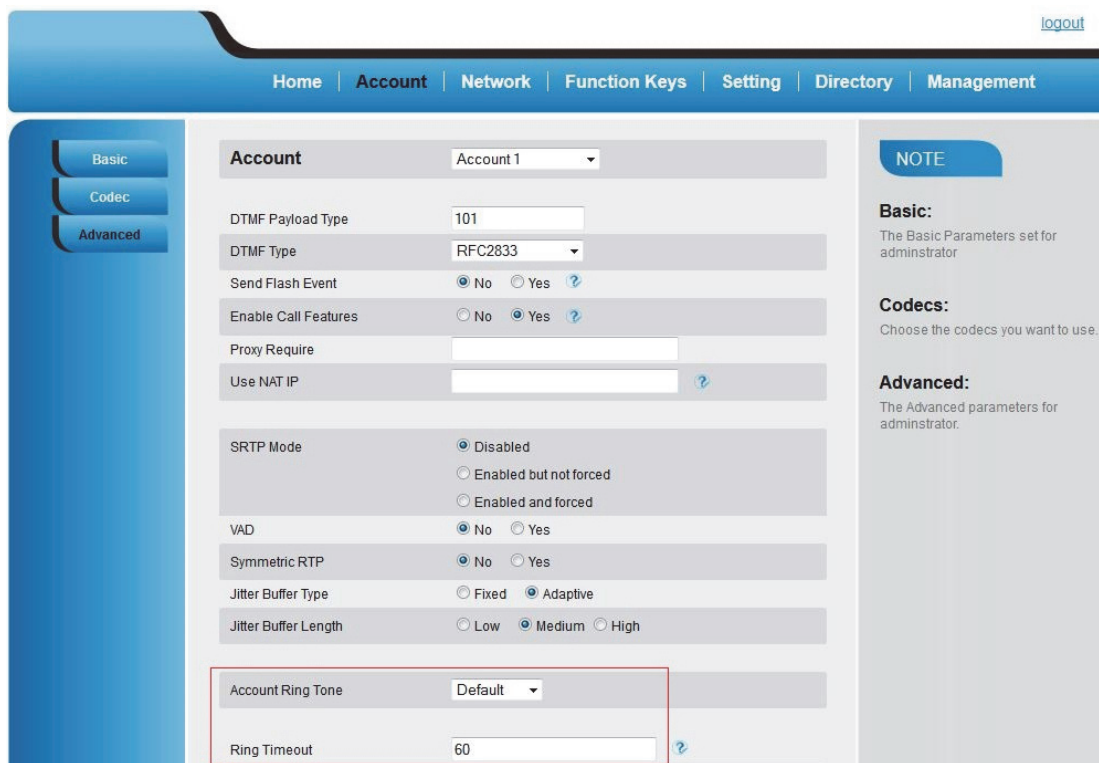 logout
Home Account Network Function Keys Setting Directory Management
Basic
Codec
Advanced
Account Account 1
DTMF Payload Type 101
DTMF Type RFC2833
Send Flash Event No Yes ?
Enable Call Features No Yes ?
Proxy Require
Use NAT IP ?
SRTP Mode Disabled
Enabled but not forced
Enabled and forced
VAD No Yes
Symmetric RTP No Yes
Jitter Buffer Type Fixed Adaptive
Jitter Buffer Length Low Medium High
Account Ring Tone Default
Ring Timeout 60 ?
NOTE
Basic:
The Basic Parameters set for
adminstrator
Codecs:
Choose the codecs you want to use.
Advanced:
The Advanced parameters for
adminstrator.